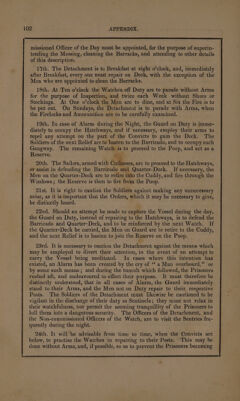 102 APPENDIX.
missioned Officer of the Day must be appointed, for the purpose of superin-
tending the Messing, cleaning the Barracks, and attending to other details
of this description.
17th. The Detachment is to Breakfast at eight o'clock, and, immediately
after Breakfast, every one must repair on Deck, with the exception of the
Men who are appointed to clean the Barracks.
18th. At Ten o'clock the Watches off Duty are to parade without Arms
for the purpose of Inspection, and twice each Week without Shoes or
Stockings. At One o'clock the Men are to dine, and at Six the Fire is to
be put out. On Sundays, the Detachment is to parade with Arms, when
the Firelocks and Ammunition are to be carefully examined.
19th. In case of Alarm during the Night, the Guard on Duty is imme-
diately to occupy the Hatchways, and if necessary, employ their arms to
repel any attempt on the part of the Convicts to gain the Deck. The
Soldiers of the next Relief are to hasten to the Barricade, and to occupy each
Gangway. The remaining Watch is to proceed to the Poop, and act as a
Reserve.
20th. The Sailors, armed with Cutlasses, are to proceed to the Hatchways,
or assist in defending the Barricade and Quarter-Deck. If necessary, the
Men on the Quarter-Deck are to retire into the Cuddy, and fire through the
Windows; the Reserve is then to fire from the Poop.
21st. It is right to caution the Soldiers against making any unnecessary
noise, as it is important that the Orders, which it may be necessary to give,
be distinctly heard.
22nd. Should an attempt be made to capture the Vessel during the day,
the Guard on Duty, instead of repairing to the Hatchways, is to defend the
Barricade and Quarter-Deck, and must be reinforced by the next Relief. If
the Quarter-Deck be carried, the Men on Guard are to retire to the Cuddy,
and the next Relief is to hasten to join the Reserve on the Poop.
23rd. It is necessary to caution the Detachment against the means which
may be employed to divert their attention, in the event of an attempt to
carry the Vessel being meditated. In cases where this intention has
existed, an Alarm has been created by the cry of "a Man overboard," or
by some such means; and during the tumult which followed, the Prisoners
rushed aft, and endeavoured to effect their purpose. It must therefore be
distinctly understood, that in all cases of Alarm, the Guard immediately
stand to their Arms, and the Men not on Duty repair to their respective
Posts. The Soldiers of the Detachment must likewise be cautioned to be
vigilant in the discharge of their duty as Sentinels; they must not relax in
their watchfulness, nor permit the seeming tranquillity of the Prisoners to
lull them into a dangerous security. The Officers of the Detachment, and
the Non-commissioned Officers of the Watch, are to visit the Sentries fre-
quently during the night.
24th. It will be advisable from time to time, when the Convicts are
below, to practise the Watches in repairing to their Posts. This may be
done without Arms, and, if possible, so as to prevent the Prisoners becoming